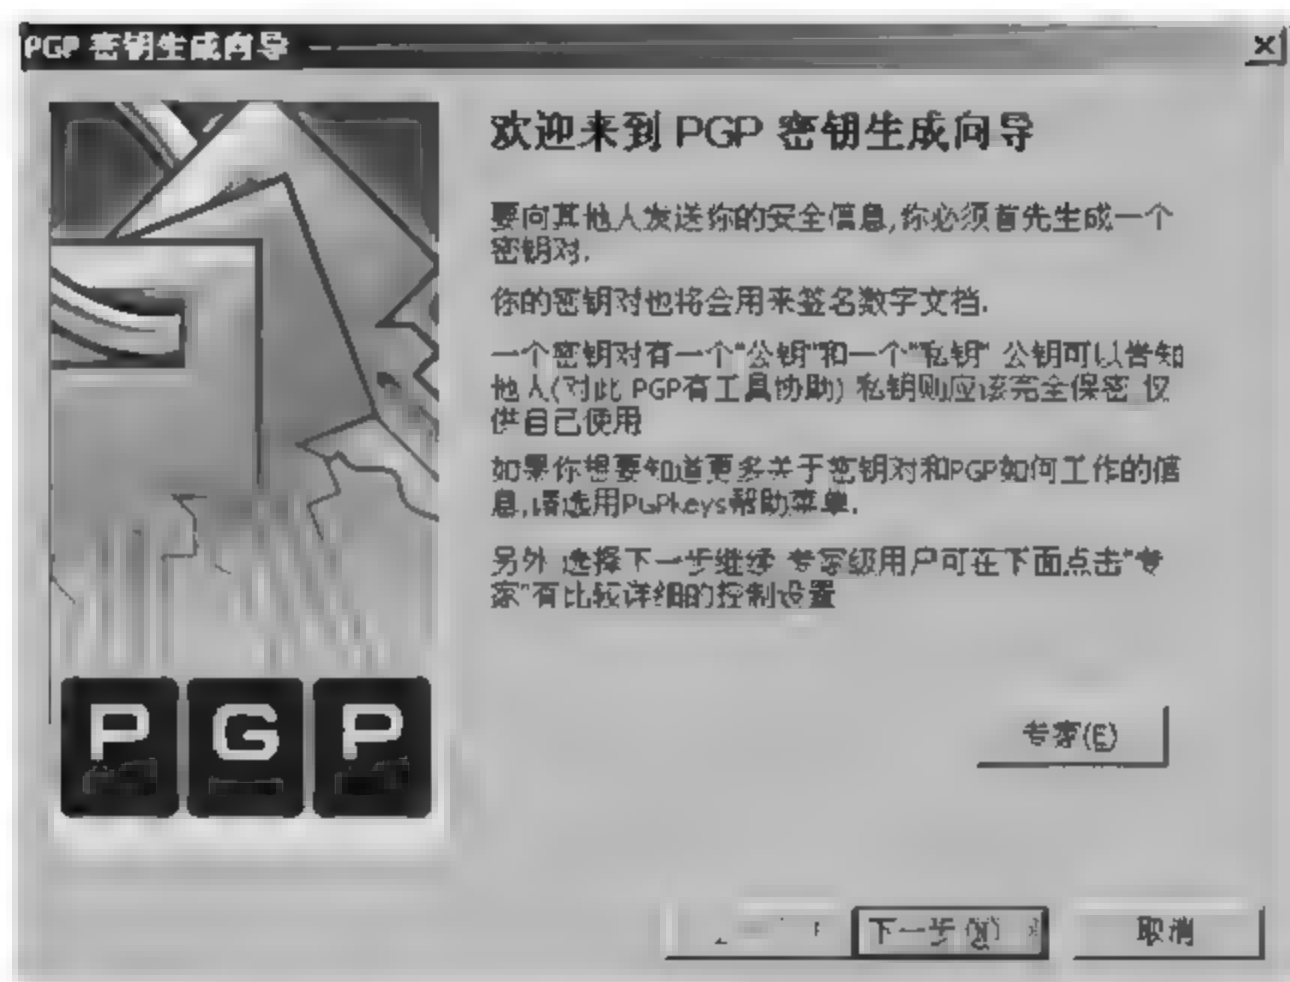 PGP 密钥生成向导
欢迎来到 PGP 密钥生成向导
要向其他人发送你的安全信息,你必须首先生成一个
密钥对.
你的密钥对也将会用来签名数字文档.
一个密钥对有一个"公钥"和一个"私钥" 公钥可以告知
他人(对此 PGP有工具协助) 私钥则应该完全保密 仅
供自己使用
如果你想要知道更多关于密钥对和PGP如何工作的信
息,请选用PGPkeys帮助菜单.
另外 选择下一步继续 专家级用户可在下面点击"专
家"有比较详细的控制设置
P G P
专家(E)
下一步(N)
取消